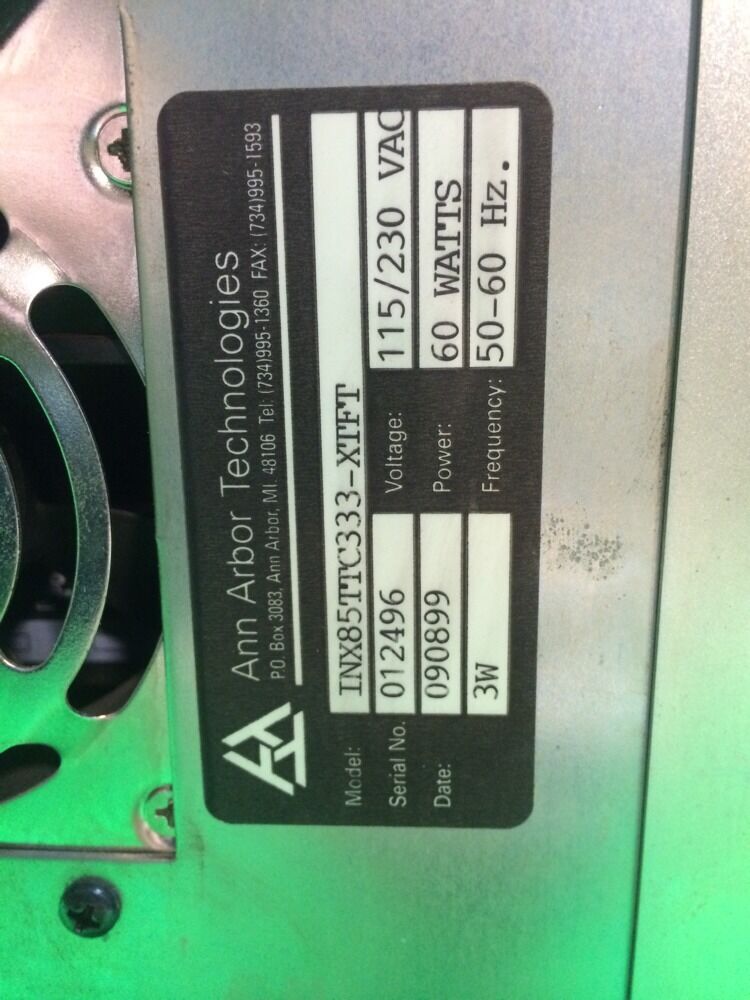 Ann Arbor Technologies
P.O. Box 3083, Ann Arbor, MI. 48106 Tel: (734)995-1360 FAX: (734)995-1593
Model: INX85TTC333-XTFT
Serial No. 012496 Voltage: 115/230 VAC
Date: 090899 Power: 60 WATTS
3W Frequency: 50-60 Hz.